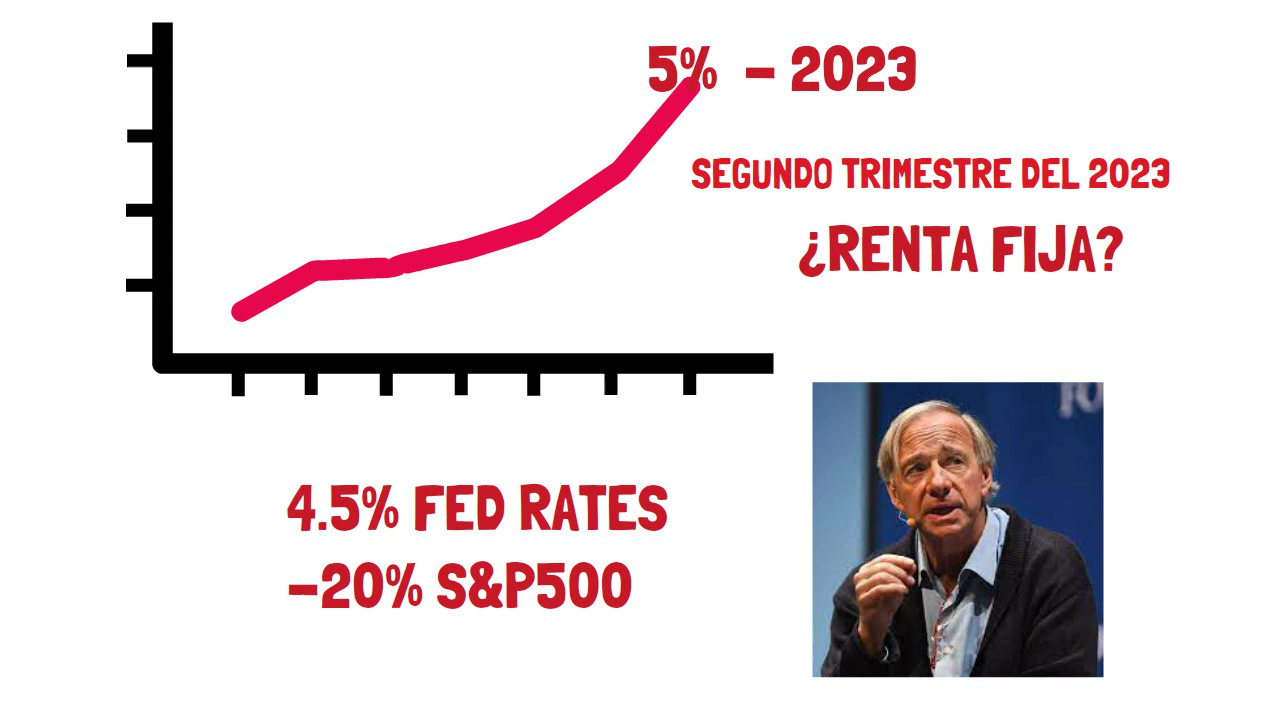 5% - 2023
SEGUNDO TRIMESTRE DEL 2023
¿RENTA FIJA?
4.5% FED RATES
-20% S&P500